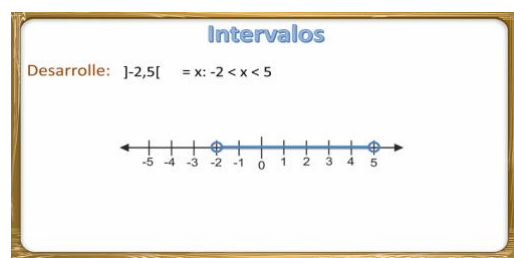 Intervalos
Desarrolle: ]-2,5[ = x: -2 < x < 5
-5 -4 -3 -2 -1 0 1 2 3 4 5